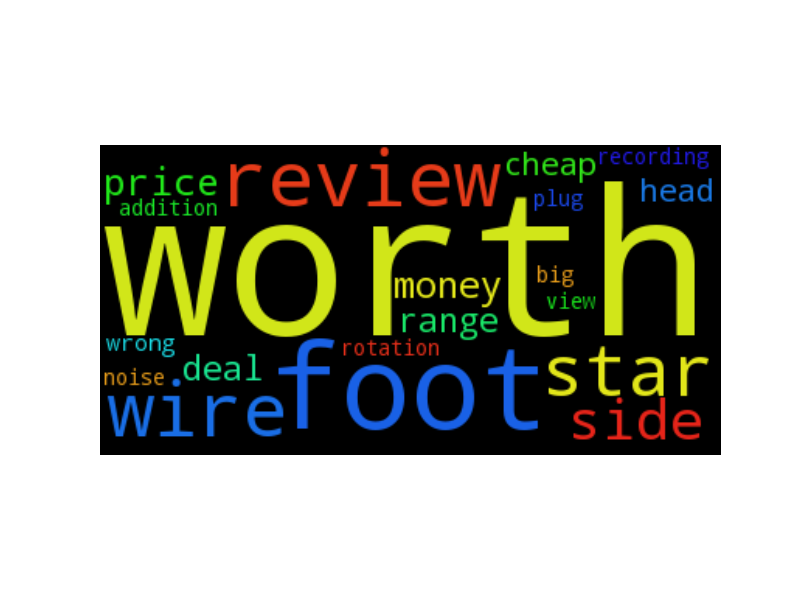 review
cheap
recording
price
addition
plug
head
worth
money
big
view
range
wrong
rotation
noise
deal
foot
star
wire
side